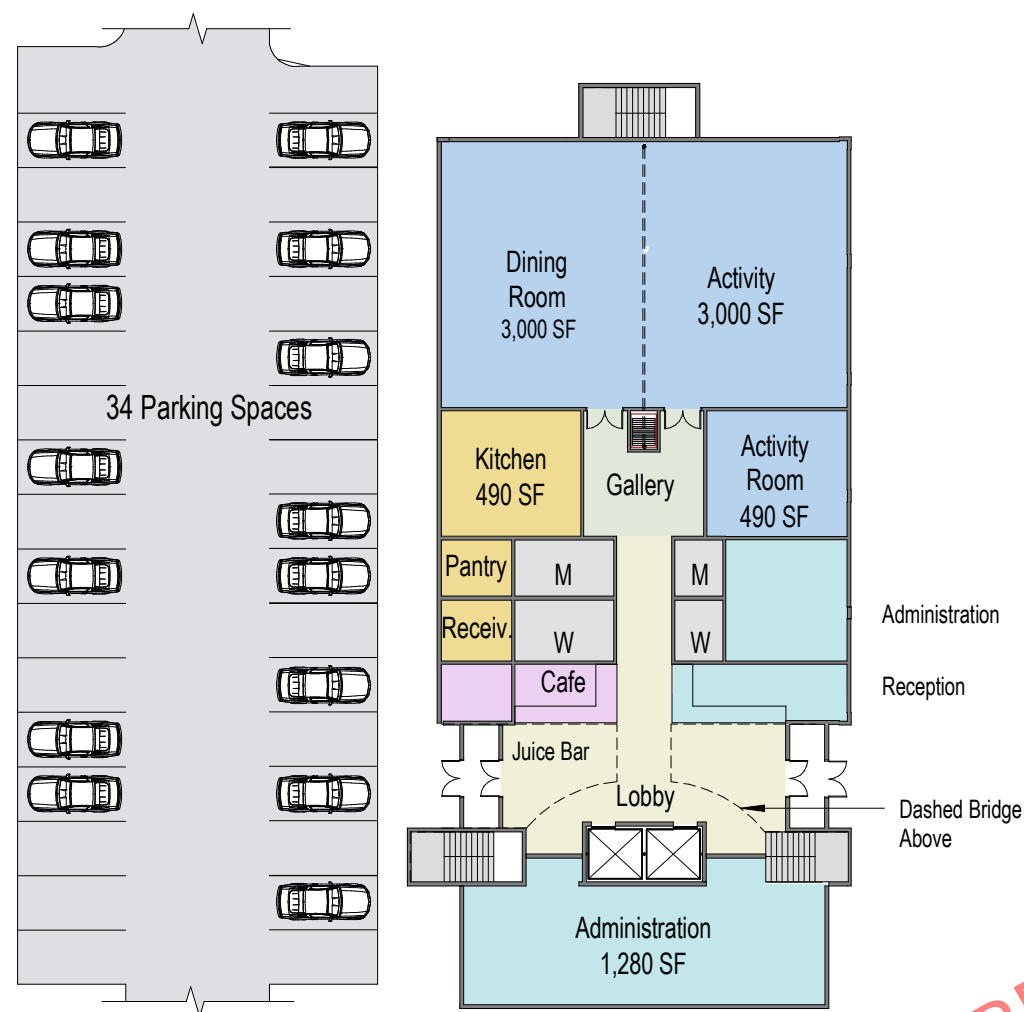 34 Parking Spaces
Dining
Room
3,000 SF
Activity
3,000 SF
Kitchen
490 SF
Gallery
Activity
Room
490 SF
Pantry
M
M
Receiv.
W
W
Administration
Cafe
Reception
Juice Bar
Lobby
Dashed Bridge
Above
Administration
1,280 SF